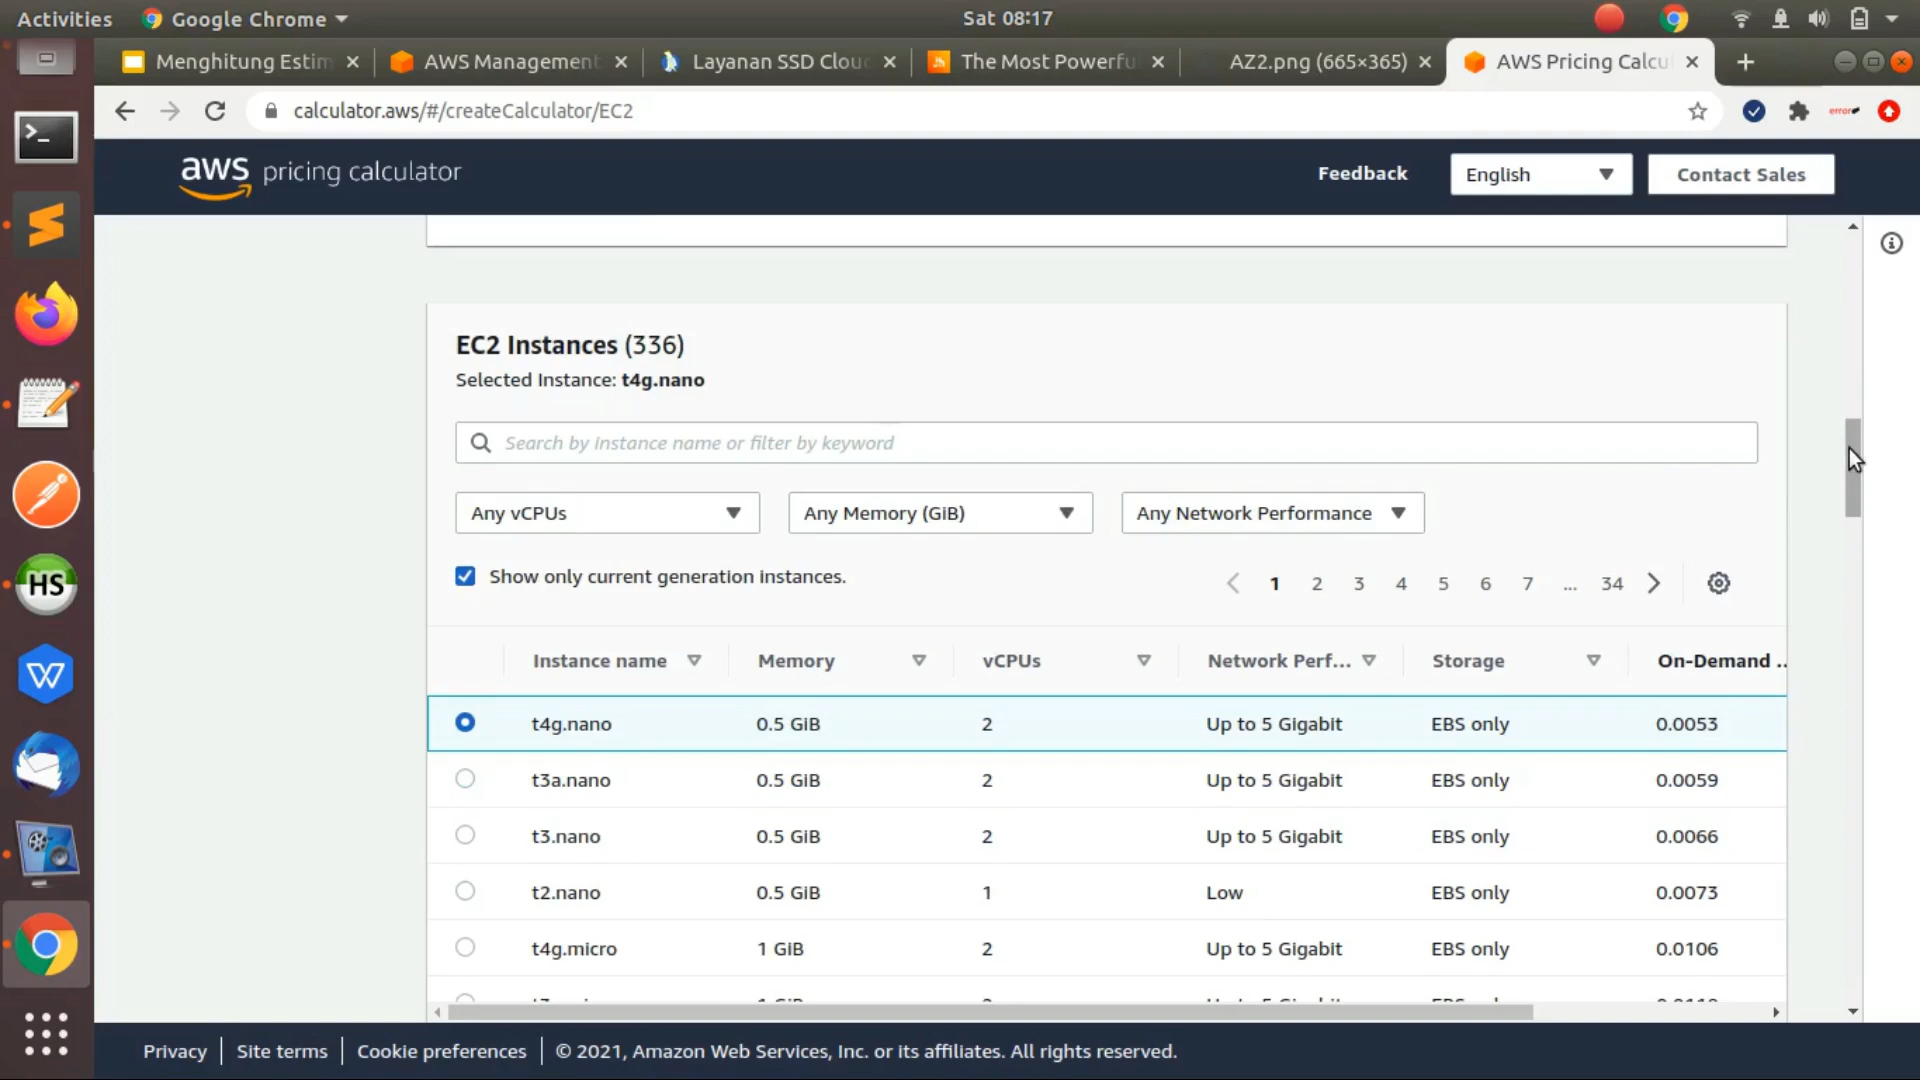 Activities
Google Chrome
Sat 08:17
Menghitung Estim
AWS Management
Layanan SSD Clou
The Most Powerfu
AZ2.png (665×365)
AWS Pricing Calcu
calculator.aws/#/createCalculator/EC2
error
aws pricing calculator
Feedback
English
Contact Sales
EC2 Instances (336)
Selected Instance: t4g.nano
Search by instance name or filter by keyword
Any vCPUs
Any Memory (GiB)
Any Network Performance
Show only current generation instances.
1 2 3 4 5 6 7 ... 34
Instance name Memory vCPUs Network Perf... Storage On-Demand ..
t4g.nano 0.5 GiB 2 Up to 5 Gigabit EBS only 0.0053
t3a.nano 0.5 GiB 2 Up to 5 Gigabit EBS only 0.0059
t3.nano 0.5 GiB 2 Up to 5 Gigabit EBS only 0.0066
t2.nano 0.5 GiB 1 Low EBS only 0.0073
t4g.micro 1 GiB 2 Up to 5 Gigabit EBS only 0.0106
HS
W
Privacy
Site terms
Cookie preferences
© 2021, Amazon Web Services, Inc. or its affiliates. All rights reserved.